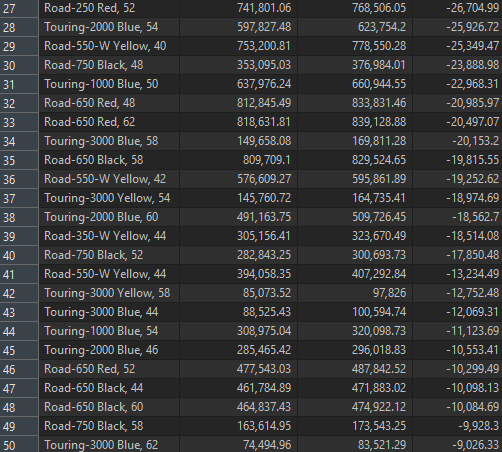 27 Road-250 Red, 52 741,801.06 768,506.05 -26,704.99
28 Touring-2000 Blue, 54 597,827.48 623,754.2 -25,926.72
29 Road-550-W Yellow, 40 753,200.81 778,550.28 -25,349.47
30 Road-750 Black, 48 353,095.03 376,984.01 -23,888.98
31 Touring-1000 Blue, 50 637,976.24 660,944.55 -22,968.31
32 Road-650 Red, 48 812,845.49 833,831.46 -20,985.97
33 Road-650 Red, 62 818,631.81 839,128.88 -20,497.07
34 Touring-3000 Blue, 58 149,658.08 169,811.28 -20,153.2
35 Road-650 Black, 58 809,709.1 829,524.65 -19,815.55
36 Road-550-W Yellow, 42 576,609.27 595,861.89 -19,252.62
37 Touring-3000 Yellow, 54 145,760.72 164,735.41 -18,974.69
38 Touring-2000 Blue, 60 491,163.75 509,726.45 -18,562.7
39 Road-350-W Yellow, 44 305,156.41 323,670.49 -18,514.08
40 Road-750 Black, 52 282,843.25 300,693.73 -17,850.48
41 Road-550-W Yellow, 44 394,058.35 407,292.84 -13,234.49
42 Touring-3000 Yellow, 58 85,073.52 97,826 -12,752.48
43 Touring-3000 Blue, 44 88,525.43 100,594.74 -12,069.31
44 Touring-1000 Blue, 54 308,975.04 320,098.73 -11,123.69
45 Touring-2000 Blue, 46 285,465.42 296,018.83 -10,553.41
46 Road-650 Red, 52 477,543.03 487,842.52 -10,299.49
47 Road-650 Black, 44 461,784.89 471,883.02 -10,098.13
48 Road-650 Black, 60 464,837.43 474,922.12 -10,084.69
49 Road-750 Black, 58 163,614.95 173,543.25 -9,928.3
50 Touring-3000 Blue, 62 74,494.96 83,521.29 -9,026.33